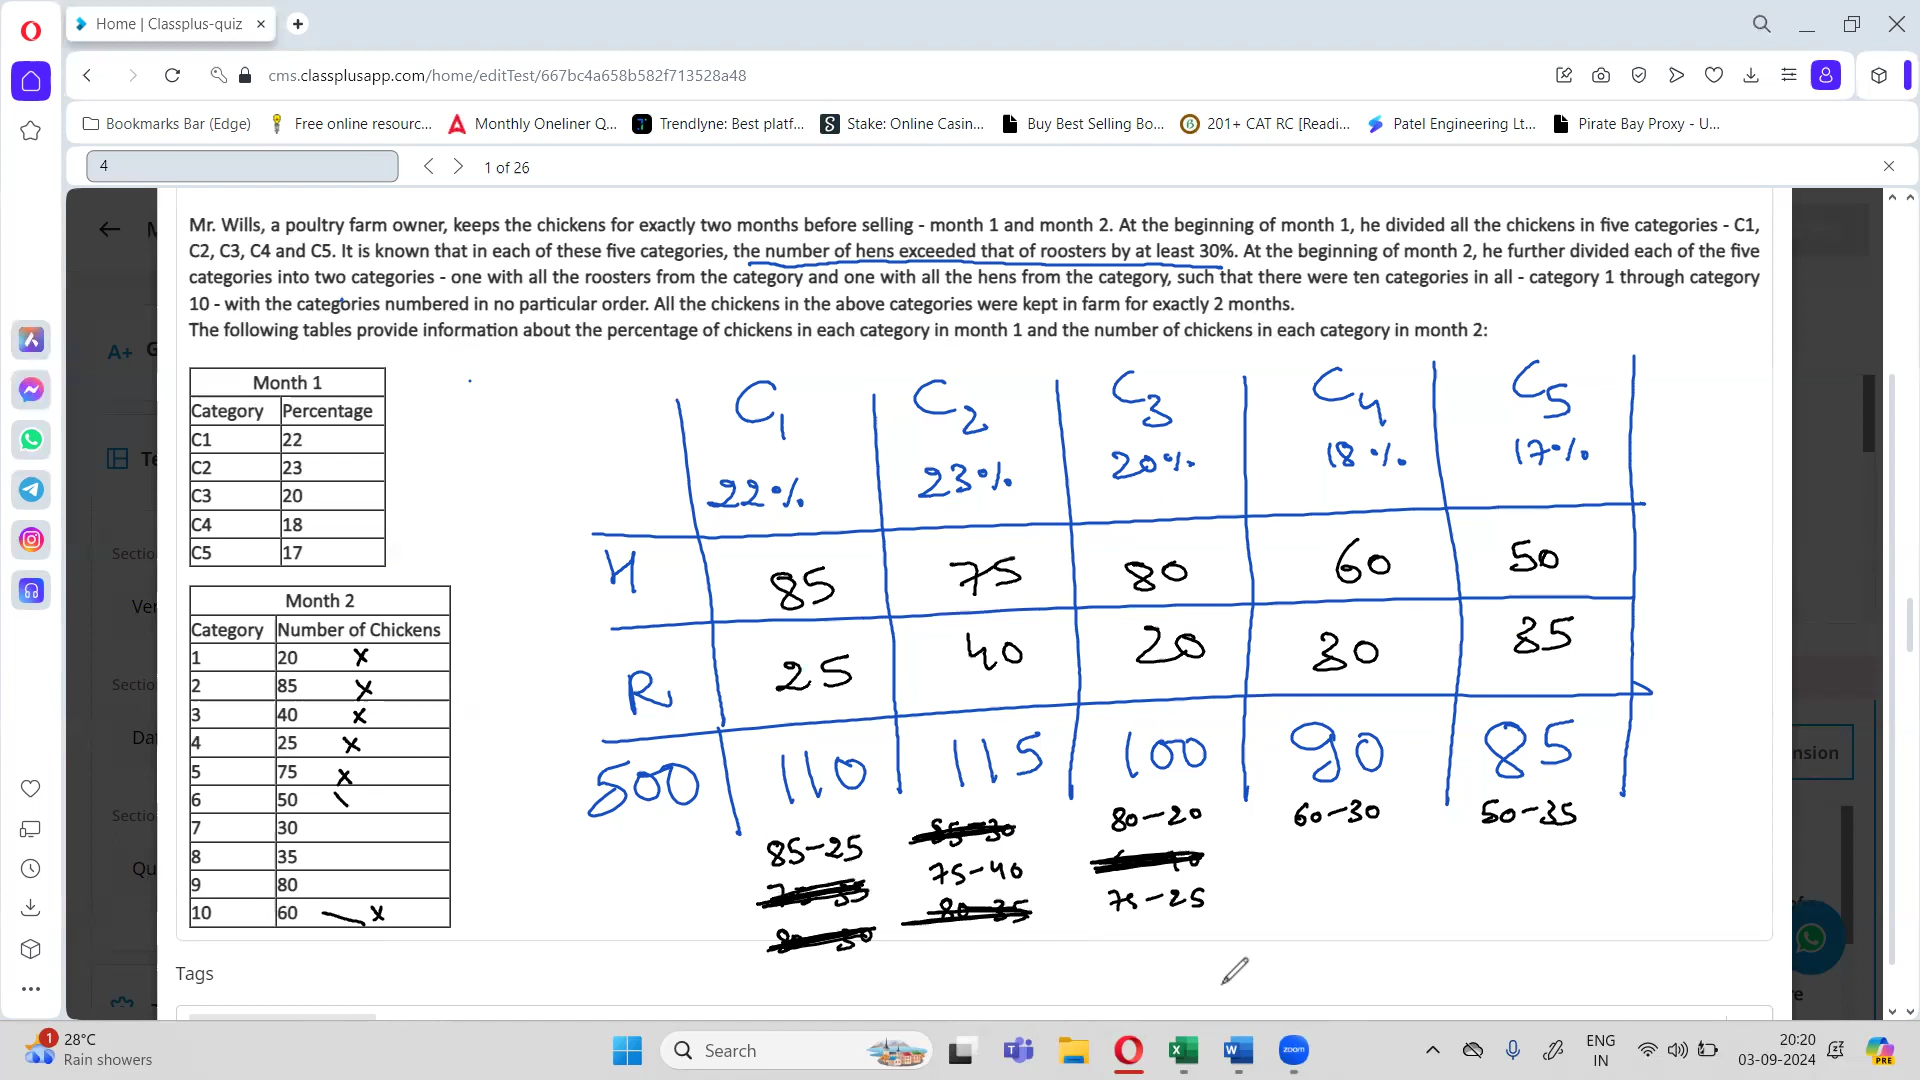 Home | Classplus-quiz
cms.classplusapp.com/home/editTest/667bc4a658b582f713528a48
Bookmarks Bar (Edge) Free online resourc... Monthly Oneliner Q... Trendlyne: Best platf... Stake: Online Casin... Buy Best Selling Bo... 201+ CAT RC [Readi... Patel Engineering Lt... Pirate Bay Proxy - U...
4 1 of 26
Mr. Wills, a poultry farm owner, keeps the chickens for exactly two months before selling - month 1 and month 2. At the beginning of month 1, he divided all the chickens in five categories - C1,
C2, C3, C4 and C5. It is known that in each of these five categories, the number of hens exceeded that of roosters by at least 30%. At the beginning of month 2, he further divided each of the five
categories into two categories - one with all the roosters from the category and one with all the hens from the category, such that there were ten categories in all - category 1 through category
10 - with the categories numbered in no particular order. All the chickens in the above categories were kept in farm for exactly 2 months.
The following tables provide information about the percentage of chickens in each category in month 1 and the number of chickens in each category in month 2:
A+
Month 1
Category Percentage
C1 22
C2 23
C3 20
C4 18
C5 17
Month 2
Category Number of Chickens
1 20 x
2 85 x
3 40 x
4 25 x
5 75 x
6 50
7 30
8 35
9 80
10 60 x
C1 C2 C3 C4 C5
22% 23% 20% 18% 17%
H 85 75 80 60 50
R 25 40 20 30 35
500 110 115 100 90 85
85-25 80-20 60-30 50-35
75-40
75-25
Tags
28°C
Rain showers
1
Search
zoom
ENG
IN
20:20
03-09-2024
PRE